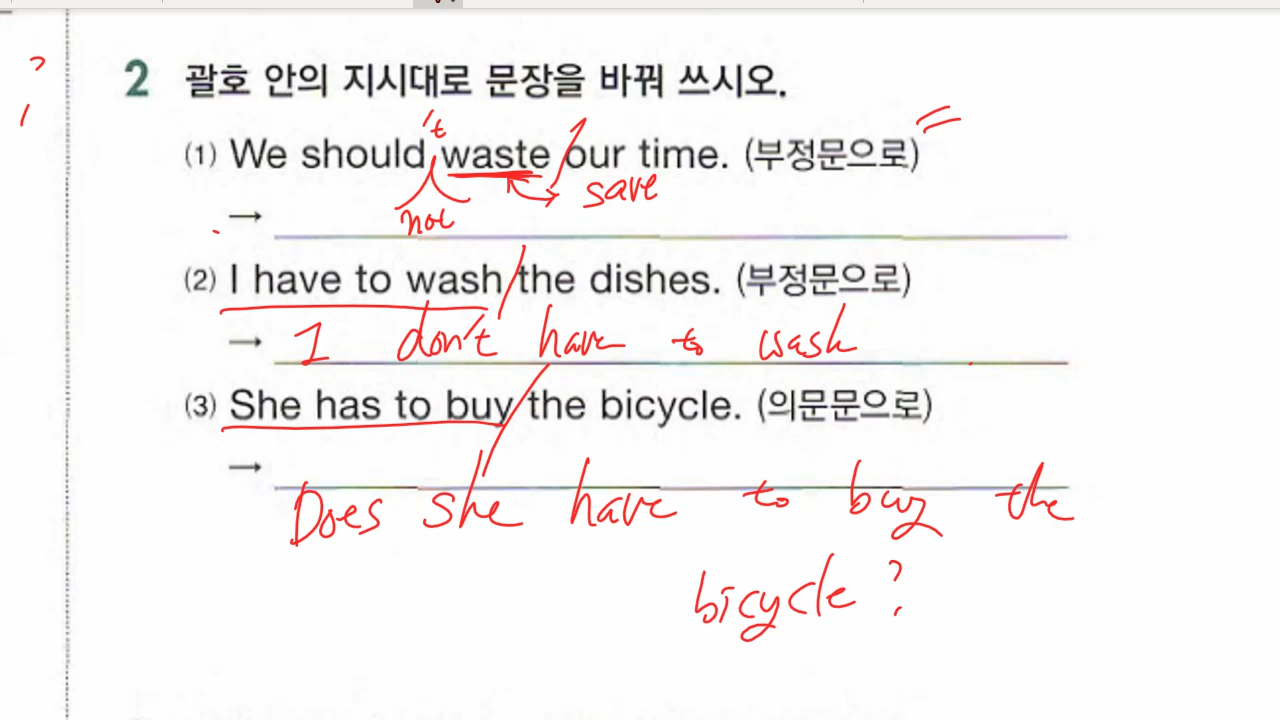 2 괄호 안의 지시대로 문장을 바꿔 쓰시오.
't
(1) We should waste our time. (부정문으로)
not save
→
(2) I have to wash the dishes. (부정문으로)
→ I don't have to wash
(3) She has to buy the bicycle. (의문문으로)
→
Does she have to buy the
bicycle?